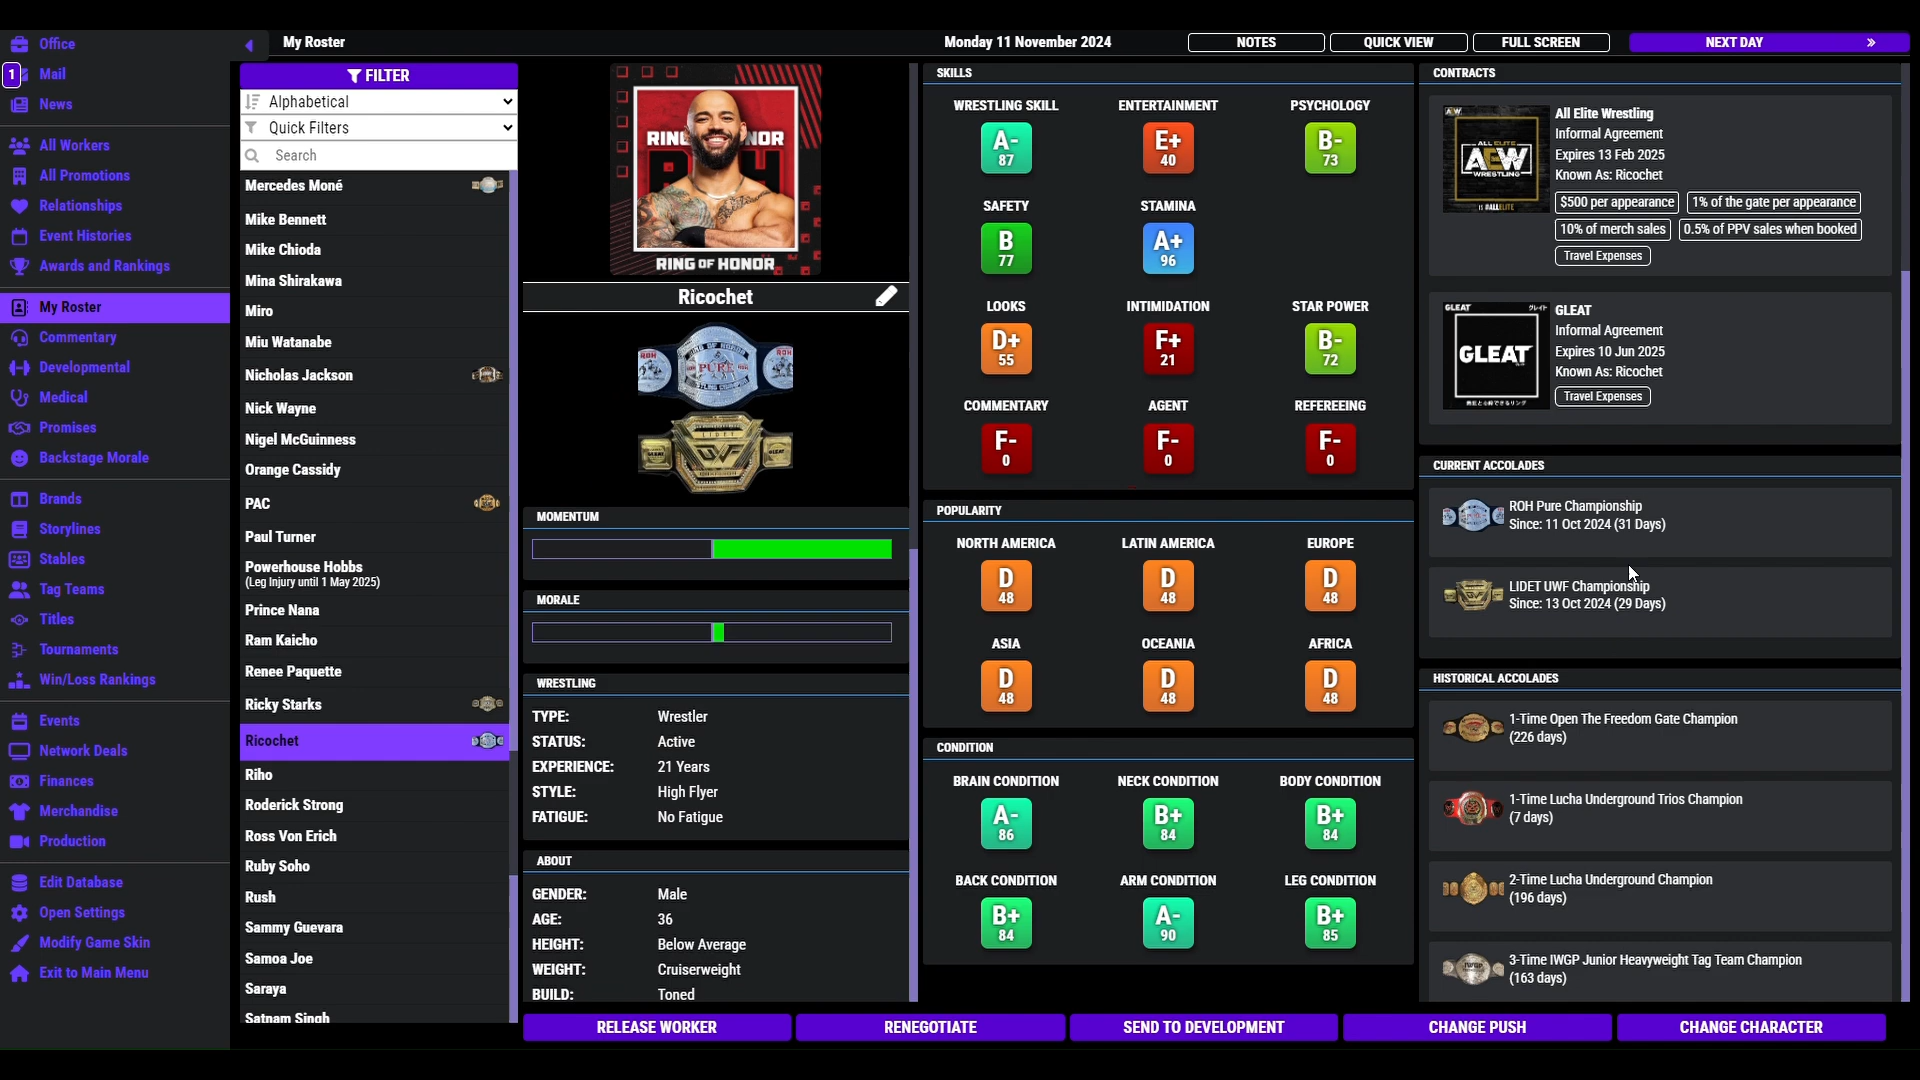 Office
1
Mail
News
All Workers
All Promotions
Relationships
Event Histories
Awards and Rankings
My Roster
Commentary
Developmental
Medical
Promises
Backstage Morale
Brands
Storylines
Stables
Tag Teams
Titles
Tournaments
Win/Loss Rankings
Events
Network Deals
Finances
Merchandise
Production
Edit Database
Open Settings
Modify Game Skin
Exit to Main Menu
My Roster
Monday 11 November 2024
NOTES
QUICK VIEW
FULL SCREEN
NEXT DAY
FILTER
Alphabetical
Quick Filters
Search
Mercedes Moné
Mike Bennett
Mike Chioda
Mina Shirakawa
Miro
Miu Watanabe
Nicholas Jackson
Nick Wayne
Nigel McGuinness
Orange Cassidy
PAC
Paul Turner
Powerhouse Hobbs
(Leg Injury until 1 May 2025)
Prince Nana
Ram Kaicho
Renee Paquette
Ricky Starks
Ricochet
Riho
Roderick Strong
Ross Von Erich
Ruby Soho
Rush
Sammy Guevara
Samoa Joe
Saraya
Satnam Singh
RING OF HONOR
Ricochet
ROH
PURE
MOMENTUM
MORALE
WRESTLING
TYPE: Wrestler
STATUS: Active
EXPERIENCE: 21 Years
STYLE: High Flyer
FATIGUE: No Fatigue
ABOUT
GENDER: Male
AGE: 36
HEIGHT: Below Average
WEIGHT: Cruiserweight
BUILD: Toned
SKILLS
WRESTLING SKILL ENTERTAINMENT PSYCHOLOGY
A- E+ B-
87 40 73
SAFETY STAMINA
B A+
77 96
LOOKS INTIMIDATION STAR POWER
D+ F+ B-
55 21 72
COMMENTARY AGENT REFEREEING
F- F- F-
0 0 0
POPULARITY
NORTH AMERICA LATIN AMERICA EUROPE
D D D
48 48 48
ASIA OCEANIA AFRICA
D D D
48 48 48
CONDITION
BRAIN CONDITION NECK CONDITION BODY CONDITION
A- B+ B+
86 84 84
BACK CONDITION ARM CONDITION LEG CONDITION
B+ A- B+
84 90 85
CONTRACTS
AEW
ALL ELITE
AEW
WRESTLING
All Elite Wrestling
Informal Agreement
Expires 13 Feb 2025
Known As: Ricochet
$500 per appearance
1% of the gate per appearance
10% of merch sales
0.5% of PPV sales when booked
Travel Expenses
GLEAT グレイト
GLEAT
GLEAT
Informal Agreement
Expires 10 Jun 2025
Known As: Ricochet
Travel Expenses
CURRENT ACCOLADES
ROH Pure Championship
Since: 11 Oct 2024 (31 Days)
LIDET UWF Championship
Since: 13 Oct 2024 (29 Days)
HISTORICAL ACCOLADES
1-Time Open The Freedom Gate Champion
(226 days)
1-Time Lucha Underground Trios Champion
(7 days)
2-Time Lucha Underground Champion
(196 days)
3-Time IWGP Junior Heavyweight Tag Team Champion
(163 days)
RELEASE WORKER
RENEGOTIATE
SEND TO DEVELOPMENT
CHANGE PUSH
CHANGE CHARACTER